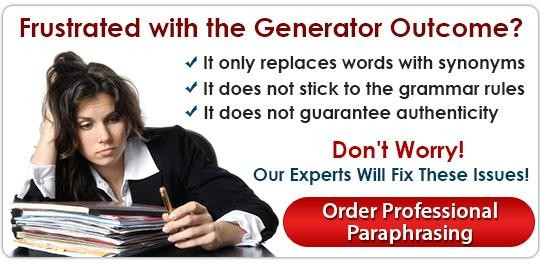 Frustrated with the Generator Outcome?
It only replaces words with synonyms
It does not stick to the grammar rules
It does not guarantee authenticity
Don't Worry!
Our Experts Will Fix These Issues!
Order Professional
Paraphrasing